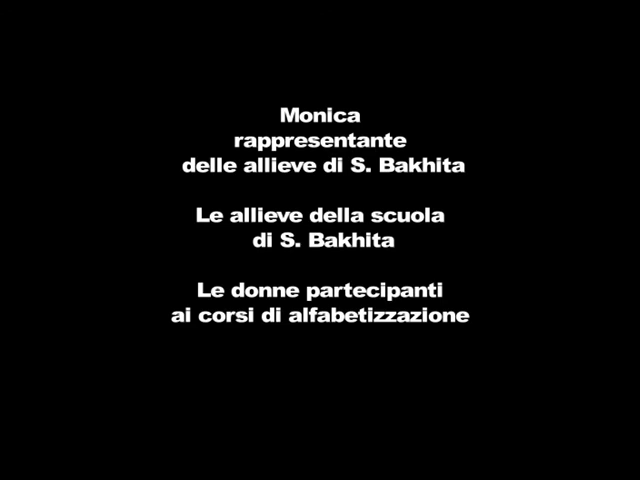 Monica
rappresentante
delle allieve di S. Bakhita
Le allieve della scuola
di S. Bakhita
Le donne partecipanti
ai corsi di alfabetizzazione